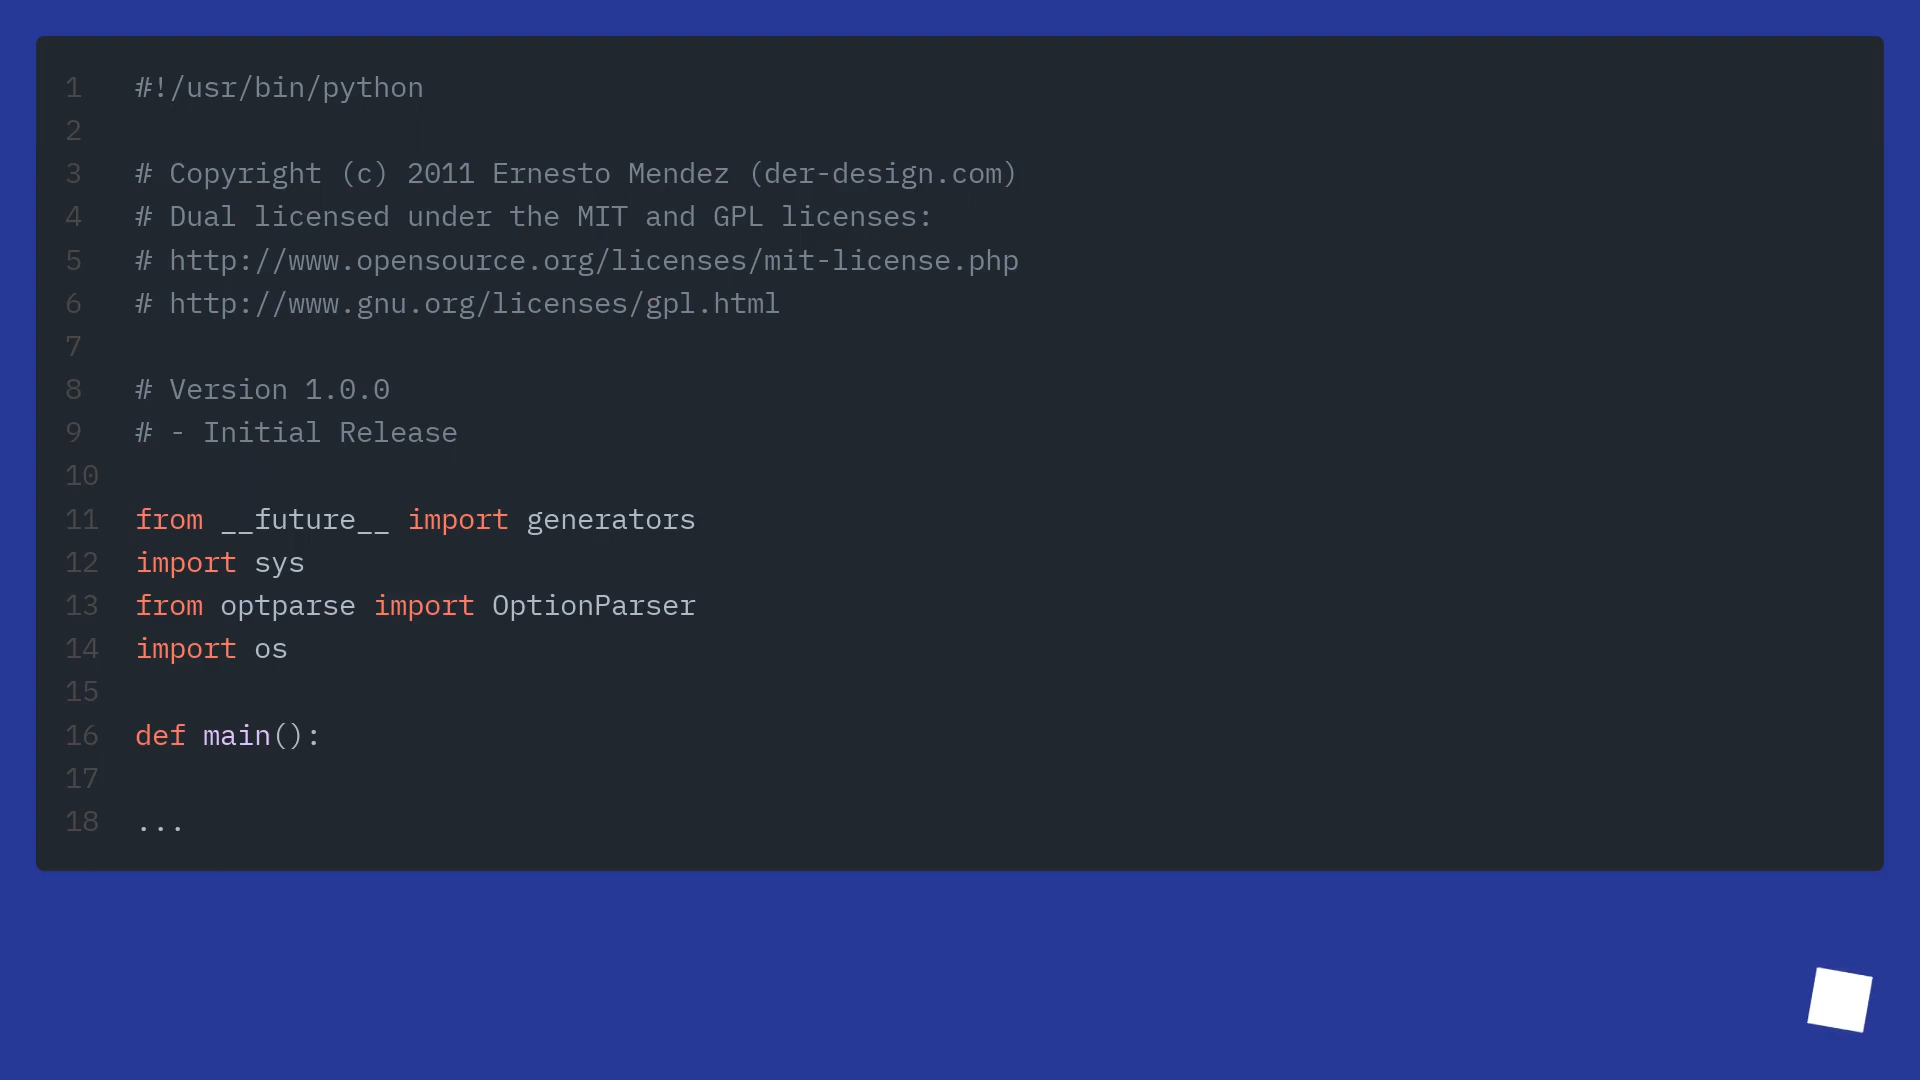 1 #!/usr/bin/python
2
3 # Copyright (c) 2011 Ernesto Mendez (der-design.com)
4 # Dual licensed under the MIT and GPL licenses:
5 # http://www.opensource.org/licenses/mit-license.php
6 # http://www.gnu.org/licenses/gpl.html
7
8 # Version 1.0.0
9 # - Initial Release
10
11 from __future__ import generators
12 import sys
13 from optparse import OptionParser
14 import os
15
16 def main():
17
18 ...